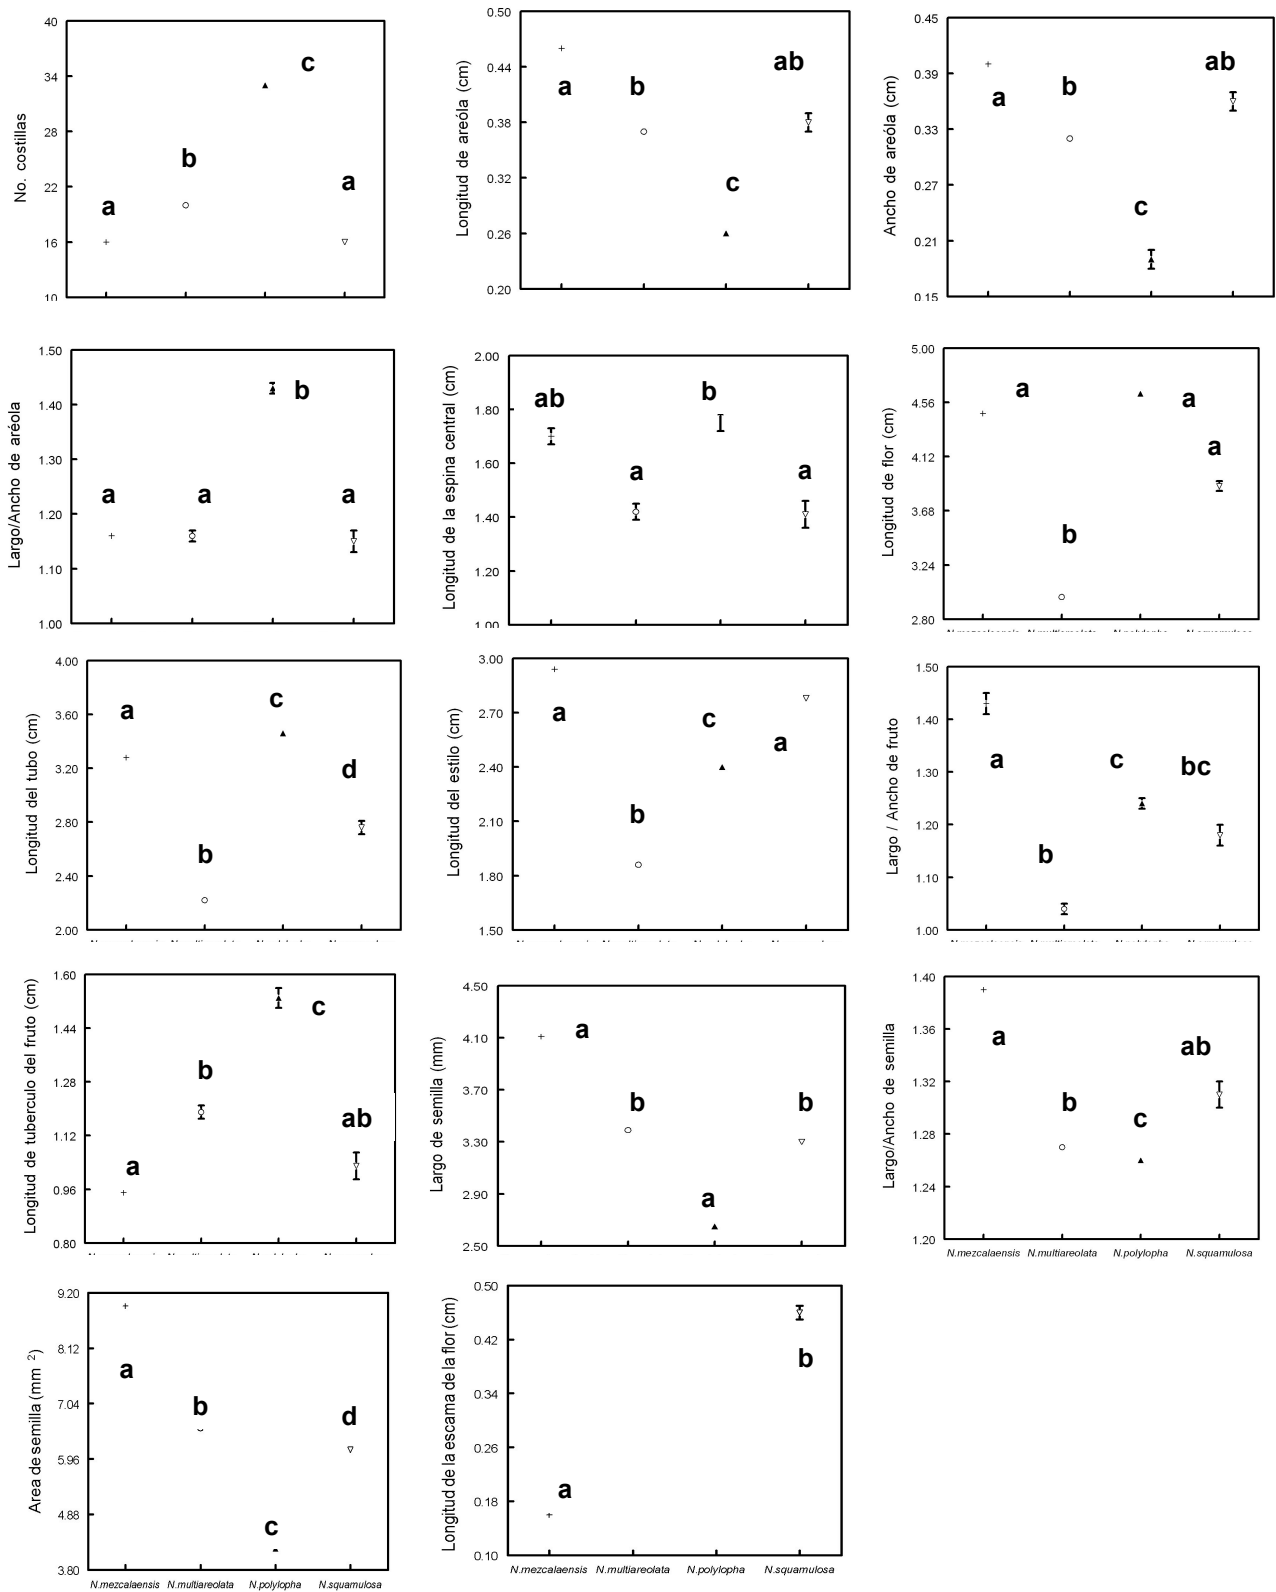 No. costillas
40
34
28
22
16
10
a
b
c
a
Longitud de areóla (cm)
0.50
0.44
0.38
0.32
0.26
0.20
a
b
c
ab
Ancho de areóla (cm)
0.45
0.39
0.33
0.27
0.21
0.15
a
b
c
ab
Largo/Ancho de aréola
1.50
1.40
1.30
1.20
1.10
1.00
a
a
b
a
Longitud de la espina central (cm)
2.00
1.80
1.60
1.40
1.20
1.00
ab
a
b
a
Longitud de flor (cm)
5.00
4.56
4.12
3.68
3.24
2.80
a
b
a
a
N.mezcalaensis N.multiareolata N.polylopha N.squamulosa
Longitud del tubo (cm)
4.00
3.60
3.20
2.80
2.40
2.00
a
b
c
d
Longitud del estilo (cm)
3.00
2.70
2.40
2.10
1.80
1.50
a
b
c
a
Largo / Ancho de fruto
1.50
1.40
1.30
1.20
1.10
1.00
a
b
c
bc
Longitud de tuberculo del fruto (cm)
1.60
1.44
1.28
1.12
0.96
0.80
a
b
c
ab
Largo de semilla (mm)
4.50
4.10
3.70
3.30
2.90
2.50
a
b
a
b
Largo/Ancho de semilla
1.40
1.36
1.32
1.28
1.24
1.20
a
b
c
ab
N.mezcalaensis N.multiareolata N.polylopha N.squamulosa
Area de semilla (mm 2)
9.20
8.12
7.04
5.96
4.88
3.80
a
b
c
d
N.mezcalaensis N.multiareolata N.polylopha N.squamulosa
Longitud de la escama de la flor (cm)
0.50
0.42
0.34
0.26
0.18
0.10
a
b
N.mezcalaensis N.multiareolata N.polylopha N.squamulosa